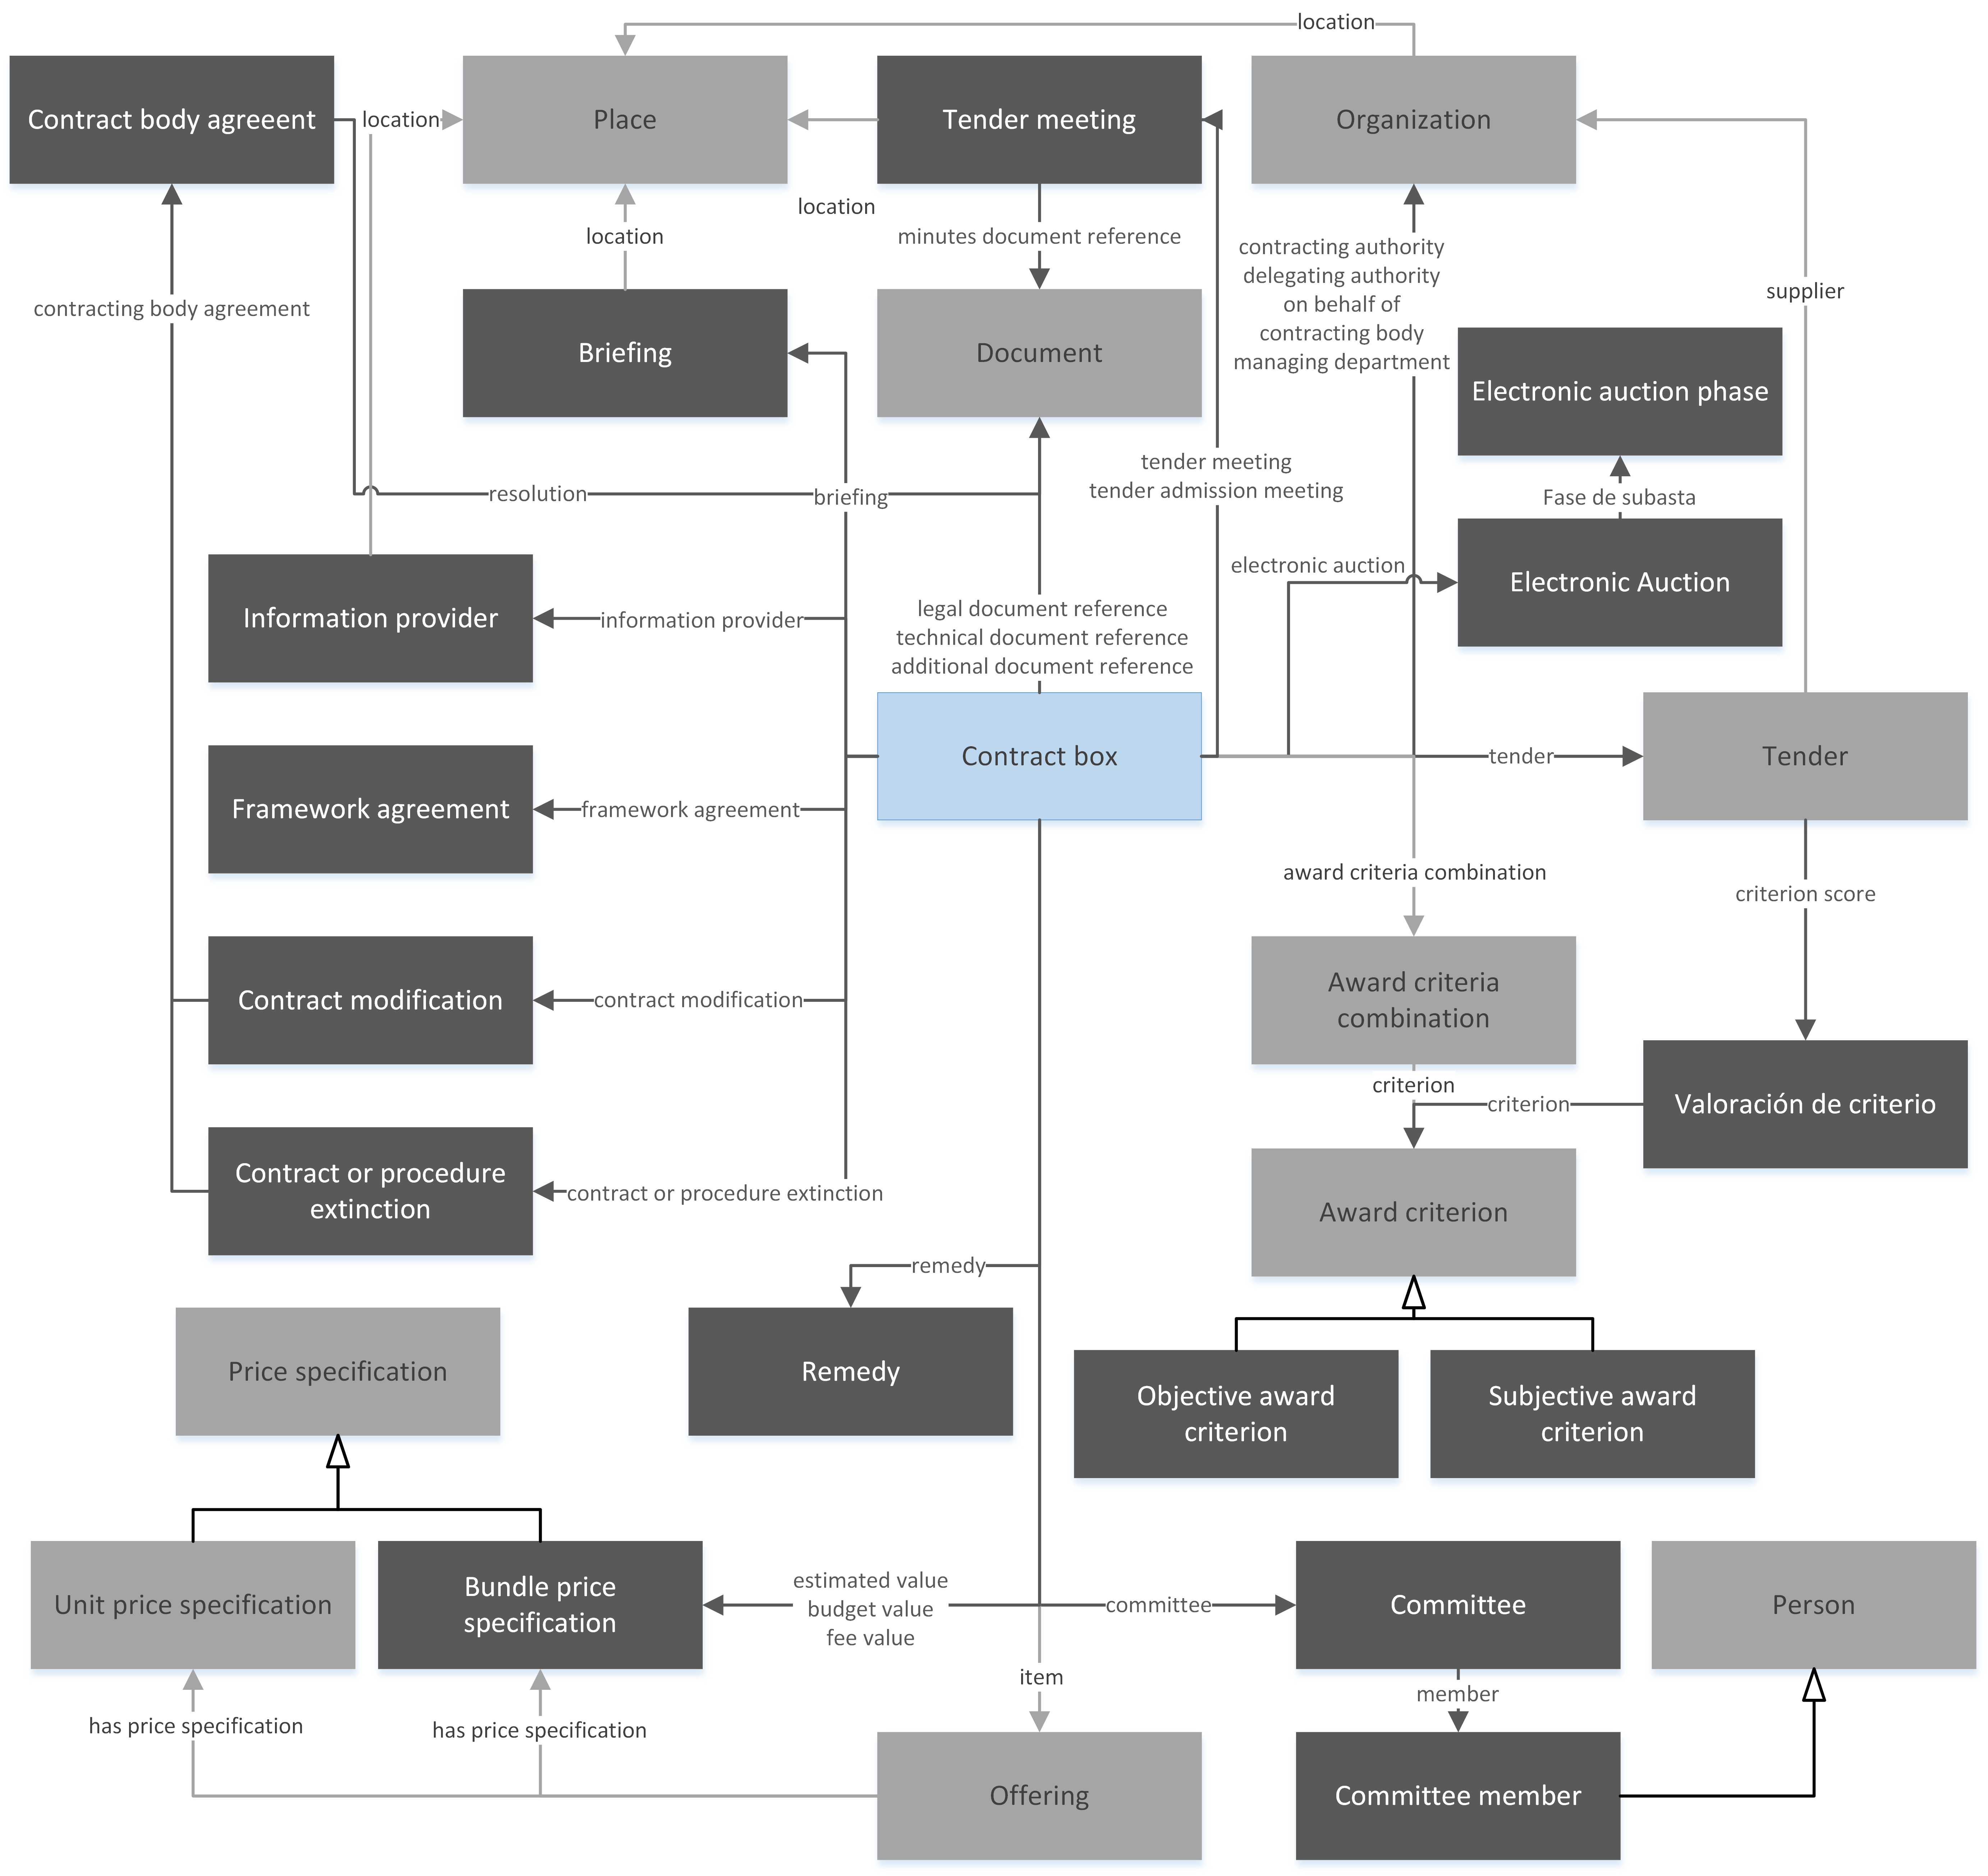 location
Contract body agreeent
location
Place
Tender meeting
Organization
location
location
minutes document reference
contracting authority
delegating authority
on behalf of
contracting body
managing department
supplier
contracting body agreement
Briefing
Document
Electronic auction phase
tender meeting
tender admission meeting
resolution
briefing
Fase de subasta
electronic auction
Electronic Auction
Information provider
information provider
legal document reference
technical document reference
additional document reference
Contract box
tender
Tender
Framework agreement
framework agreement
award criteria combination
criterion score
Contract modification
contract modification
Award criteria
combination
criterion
criterion
Valoración de criterio
Contract or procedure
extinction
contract or procedure extinction
Award criterion
remedy
Price specification
Remedy
Objective award
criterion
Subjective award
criterion
Unit price specification
Bundle price
specification
estimated value
budget value
fee value
committee
Committee
Person
item
member
has price specification
has price specification
Offering
Committee member